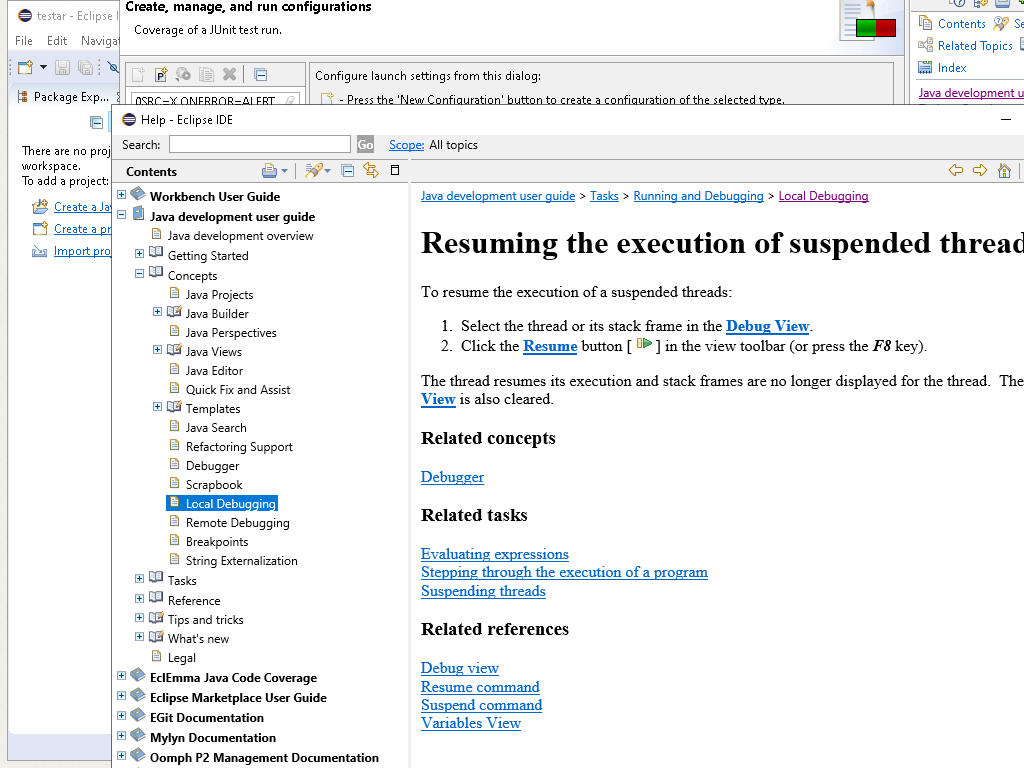 testar - Eclipse I
File Edit Naviga
Package Exp...
There are no proj
workspace.
To add a project:
Create a Ja
Create a pr
Import pro
Create, manage, and run configurations
Coverage of a JUnit test run.
Configure launch settings from this dialog:
- Press the 'New Configuration' button to create a configuration of the selected type.
0SRC=X ONERROR=ALERT
Contents Se
Related Topics
Index
Java development u
Help - Eclipse IDE
Search: Go Scope: All topics
Contents
Workbench User Guide
Java development user guide
Java development overview
Getting Started
Concepts
Java Projects
Java Builder
Java Perspectives
Java Views
Java Editor
Quick Fix and Assist
Templates
Java Search
Refactoring Support
Debugger
Scrapbook
Local Debugging
Remote Debugging
Breakpoints
String Externalization
Tasks
Reference
Tips and tricks
What's new
Legal
EclEmma Java Code Coverage
Eclipse Marketplace User Guide
EGit Documentation
Mylyn Documentation
Oomph P2 Management Documentation
Java development user guide > Tasks > Running and Debugging > Local Debugging
Resuming the execution of suspended thread
To resume the execution of a suspended threads:
1. Select the thread or its stack frame in the Debug View.
2. Click the Resume button [ ] in the view toolbar (or press the F8 key).
The thread resumes its execution and stack frames are no longer displayed for the thread. The
View is also cleared.
Related concepts
Debugger
Related tasks
Evaluating expressions
Stepping through the execution of a program
Suspending threads
Related references
Debug view
Resume command
Suspend command
Variables View